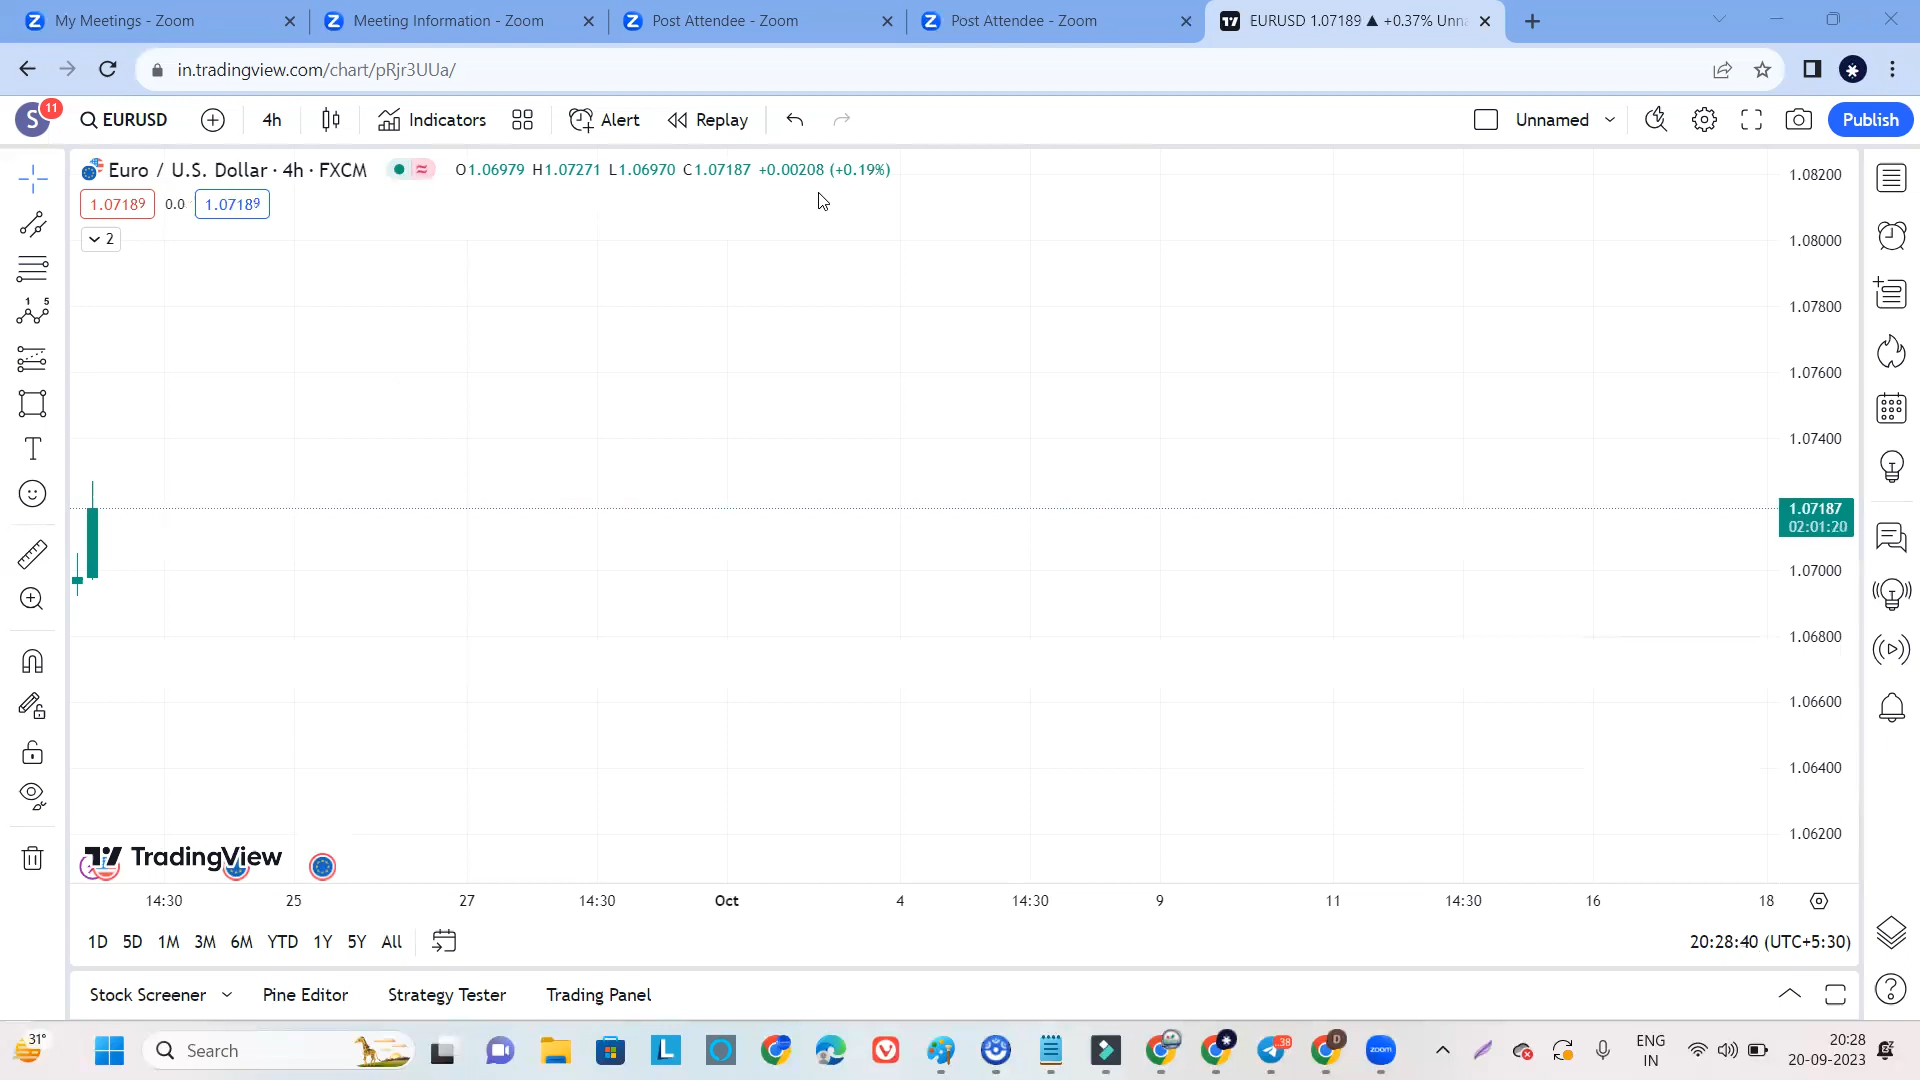 My Meetings - Zoom
Meeting Information - Zoom
Post Attendee - Zoom
Post Attendee - Zoom
EURUSD 1.07189 ▲ +0.37% Unn
in.tradingview.com/chart/pRjr3UUa/
S
11
EURUSD
4h
Indicators
Alert
Replay
Unnamed
Publish
Euro / U.S. Dollar · 4h · FXCM
O1.06979 H1.07271 L1.06970 C1.07187 +0.00208 (+0.19%)
1.07189
0.0
1.07189
2
1.08200
1.08000
1.07800
1.07600
1.07400
1.07187
02:01:20
1.07000
1.06800
1.06600
1.06400
1.06200
TradingView
14:30
25
27
14:30
Oct
4
14:30
9
11
14:30
16
18
1D
5D
1M
3M
6M
YTD
1Y
5Y
All
20:28:40 (UTC+5:30)
Stock Screener
Pine Editor
Strategy Tester
Trading Panel
31°
Search
L
38
D
zoom
ENG
IN
20:28
20-09-2023